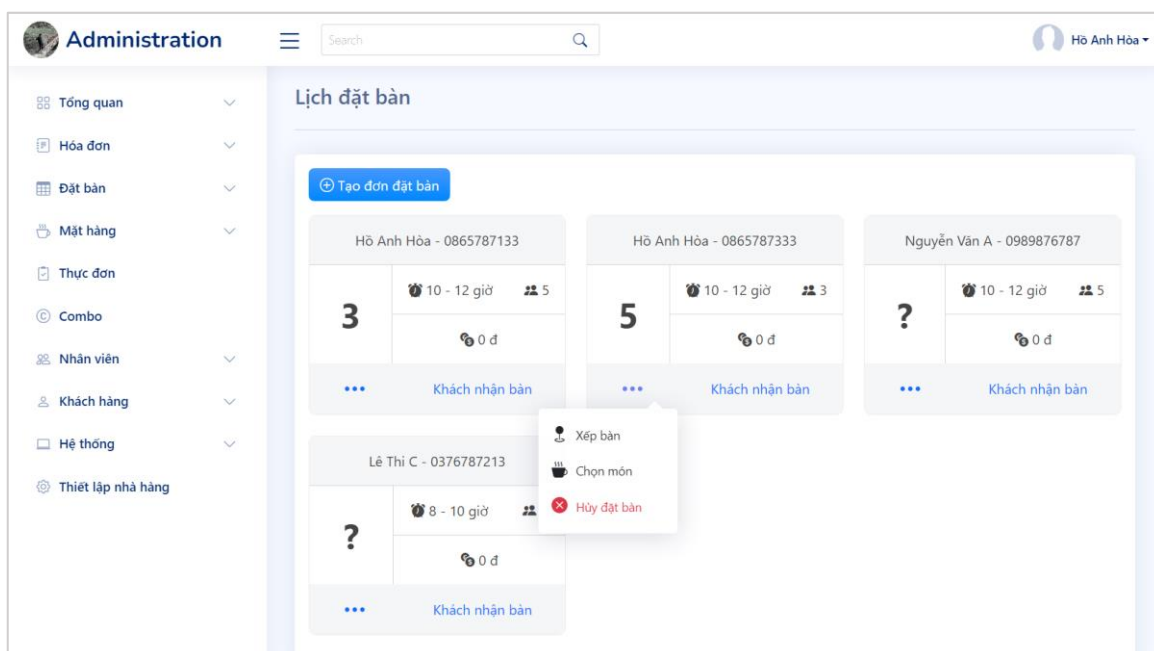 Administration
Search
Hồ Anh Hòa
Tổng quan
Hóa đơn
Đặt bàn
Mặt hàng
Thực đơn
Combo
Nhân viên
Khách hàng
Hệ thống
Thiết lập nhà hàng
Lịch đặt bàn
Tạo đơn đặt bàn
Hồ Anh Hòa - 0865787133
3
10 - 12 giờ 5
0 đ
Khách nhận bàn
Hồ Anh Hòa - 0865787333
5
10 - 12 giờ 3
0 đ
Khách nhận bàn
Nguyễn Văn A - 0989876787
?
10 - 12 giờ 5
0 đ
Khách nhận bàn
Xếp bàn
Chọn món
Hủy đặt bàn
Lê Thi C - 0376787213
?
8 - 10 giờ
0 đ
Khách nhận bàn